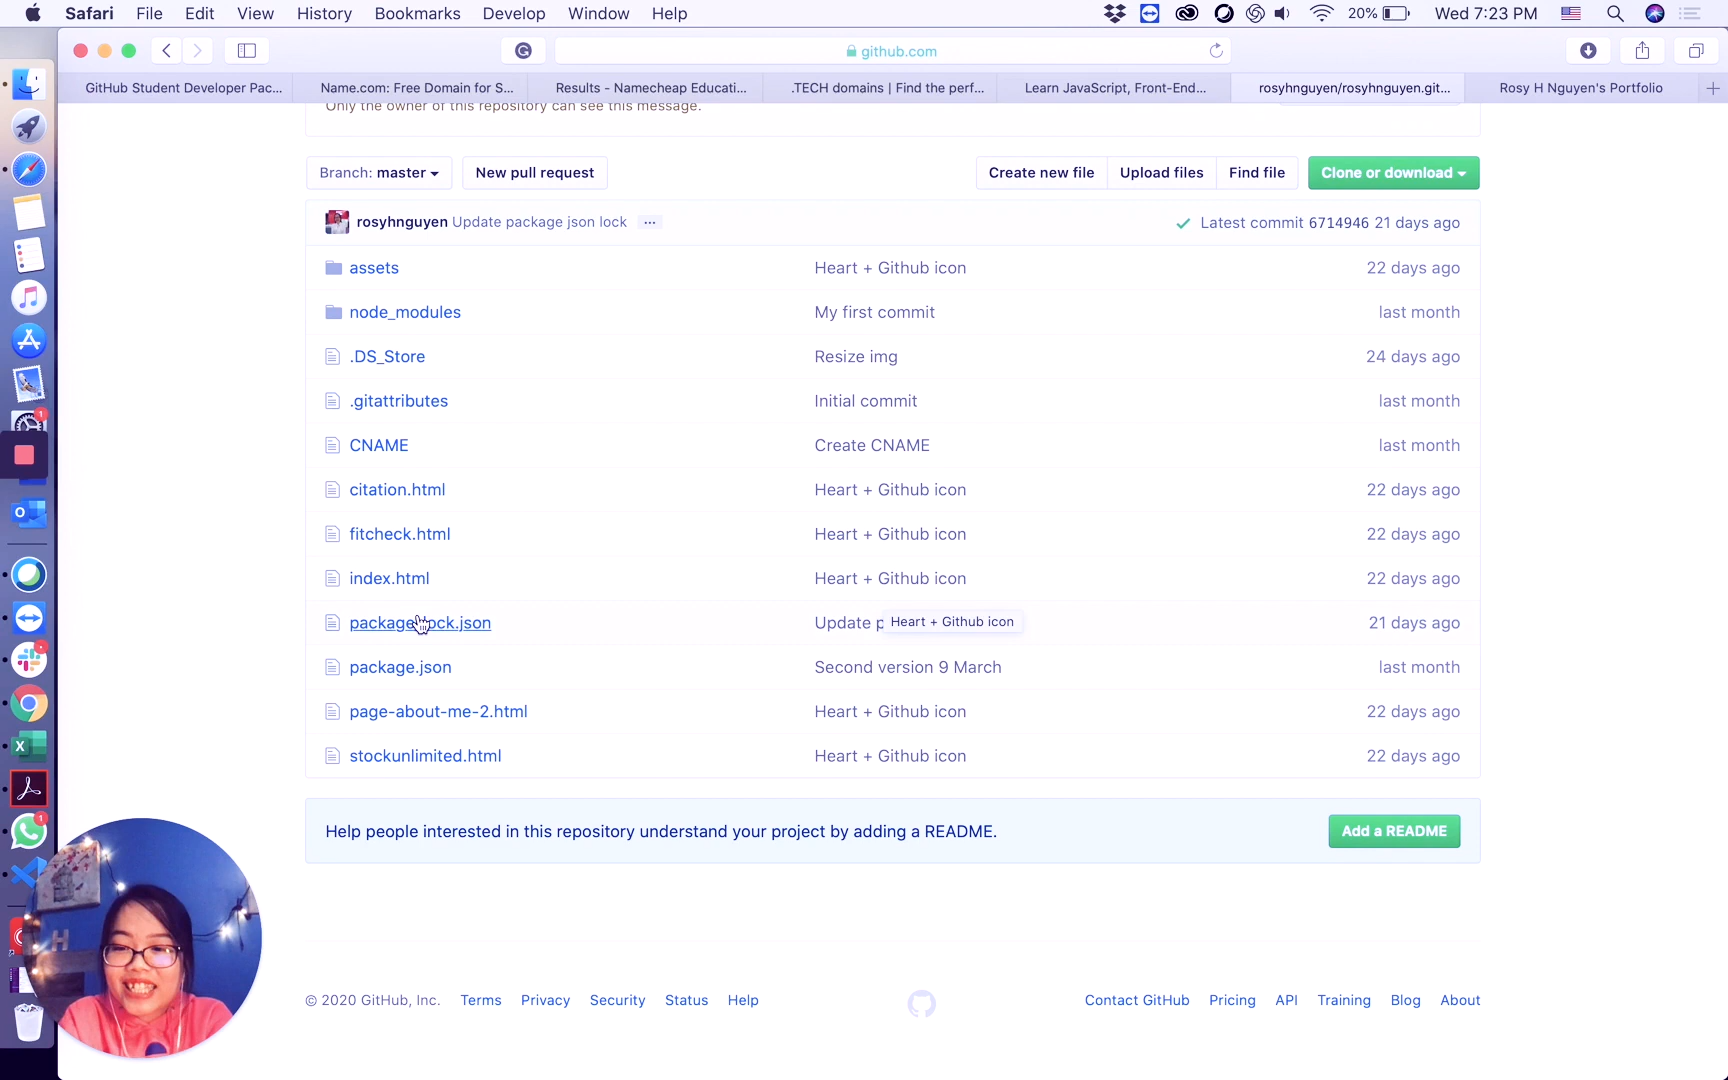 Safari File Edit View History Bookmarks Develop Window Help 20% Wed 7:23 PM
github.com
GitHub Student Developer Pac... Name.com: Free Domain for S... Results - Namecheap Educati... .TECH domains | Find the perf... Learn JavaScript, Front-End... rosyhnguyen/rosyhnguyen.git... Rosy H Nguyen's Portfolio
Only the owner of this repository can see this message.
Branch: master New pull request Create new file Upload files Find file Clone or download
rosyhnguyen Update package json lock ... Latest commit 6714946 21 days ago
assets Heart + Github icon 22 days ago
node_modules My first commit last month
.DS_Store Resize img 24 days ago
.gitattributes Initial commit last month
CNAME Create CNAME last month
citation.html Heart + Github icon 22 days ago
fitcheck.html Heart + Github icon 22 days ago
index.html Heart + Github icon 22 days ago
package ock.json Update p Heart + Github icon 21 days ago
package.json Second version 9 March last month
page-about-me-2.html Heart + Github icon 22 days ago
stockunlimited.html Heart + Github icon 22 days ago
Help people interested in this repository understand your project by adding a README. Add a README
© 2020 GitHub, Inc. Terms Privacy Security Status Help Contact GitHub Pricing API Training Blog About